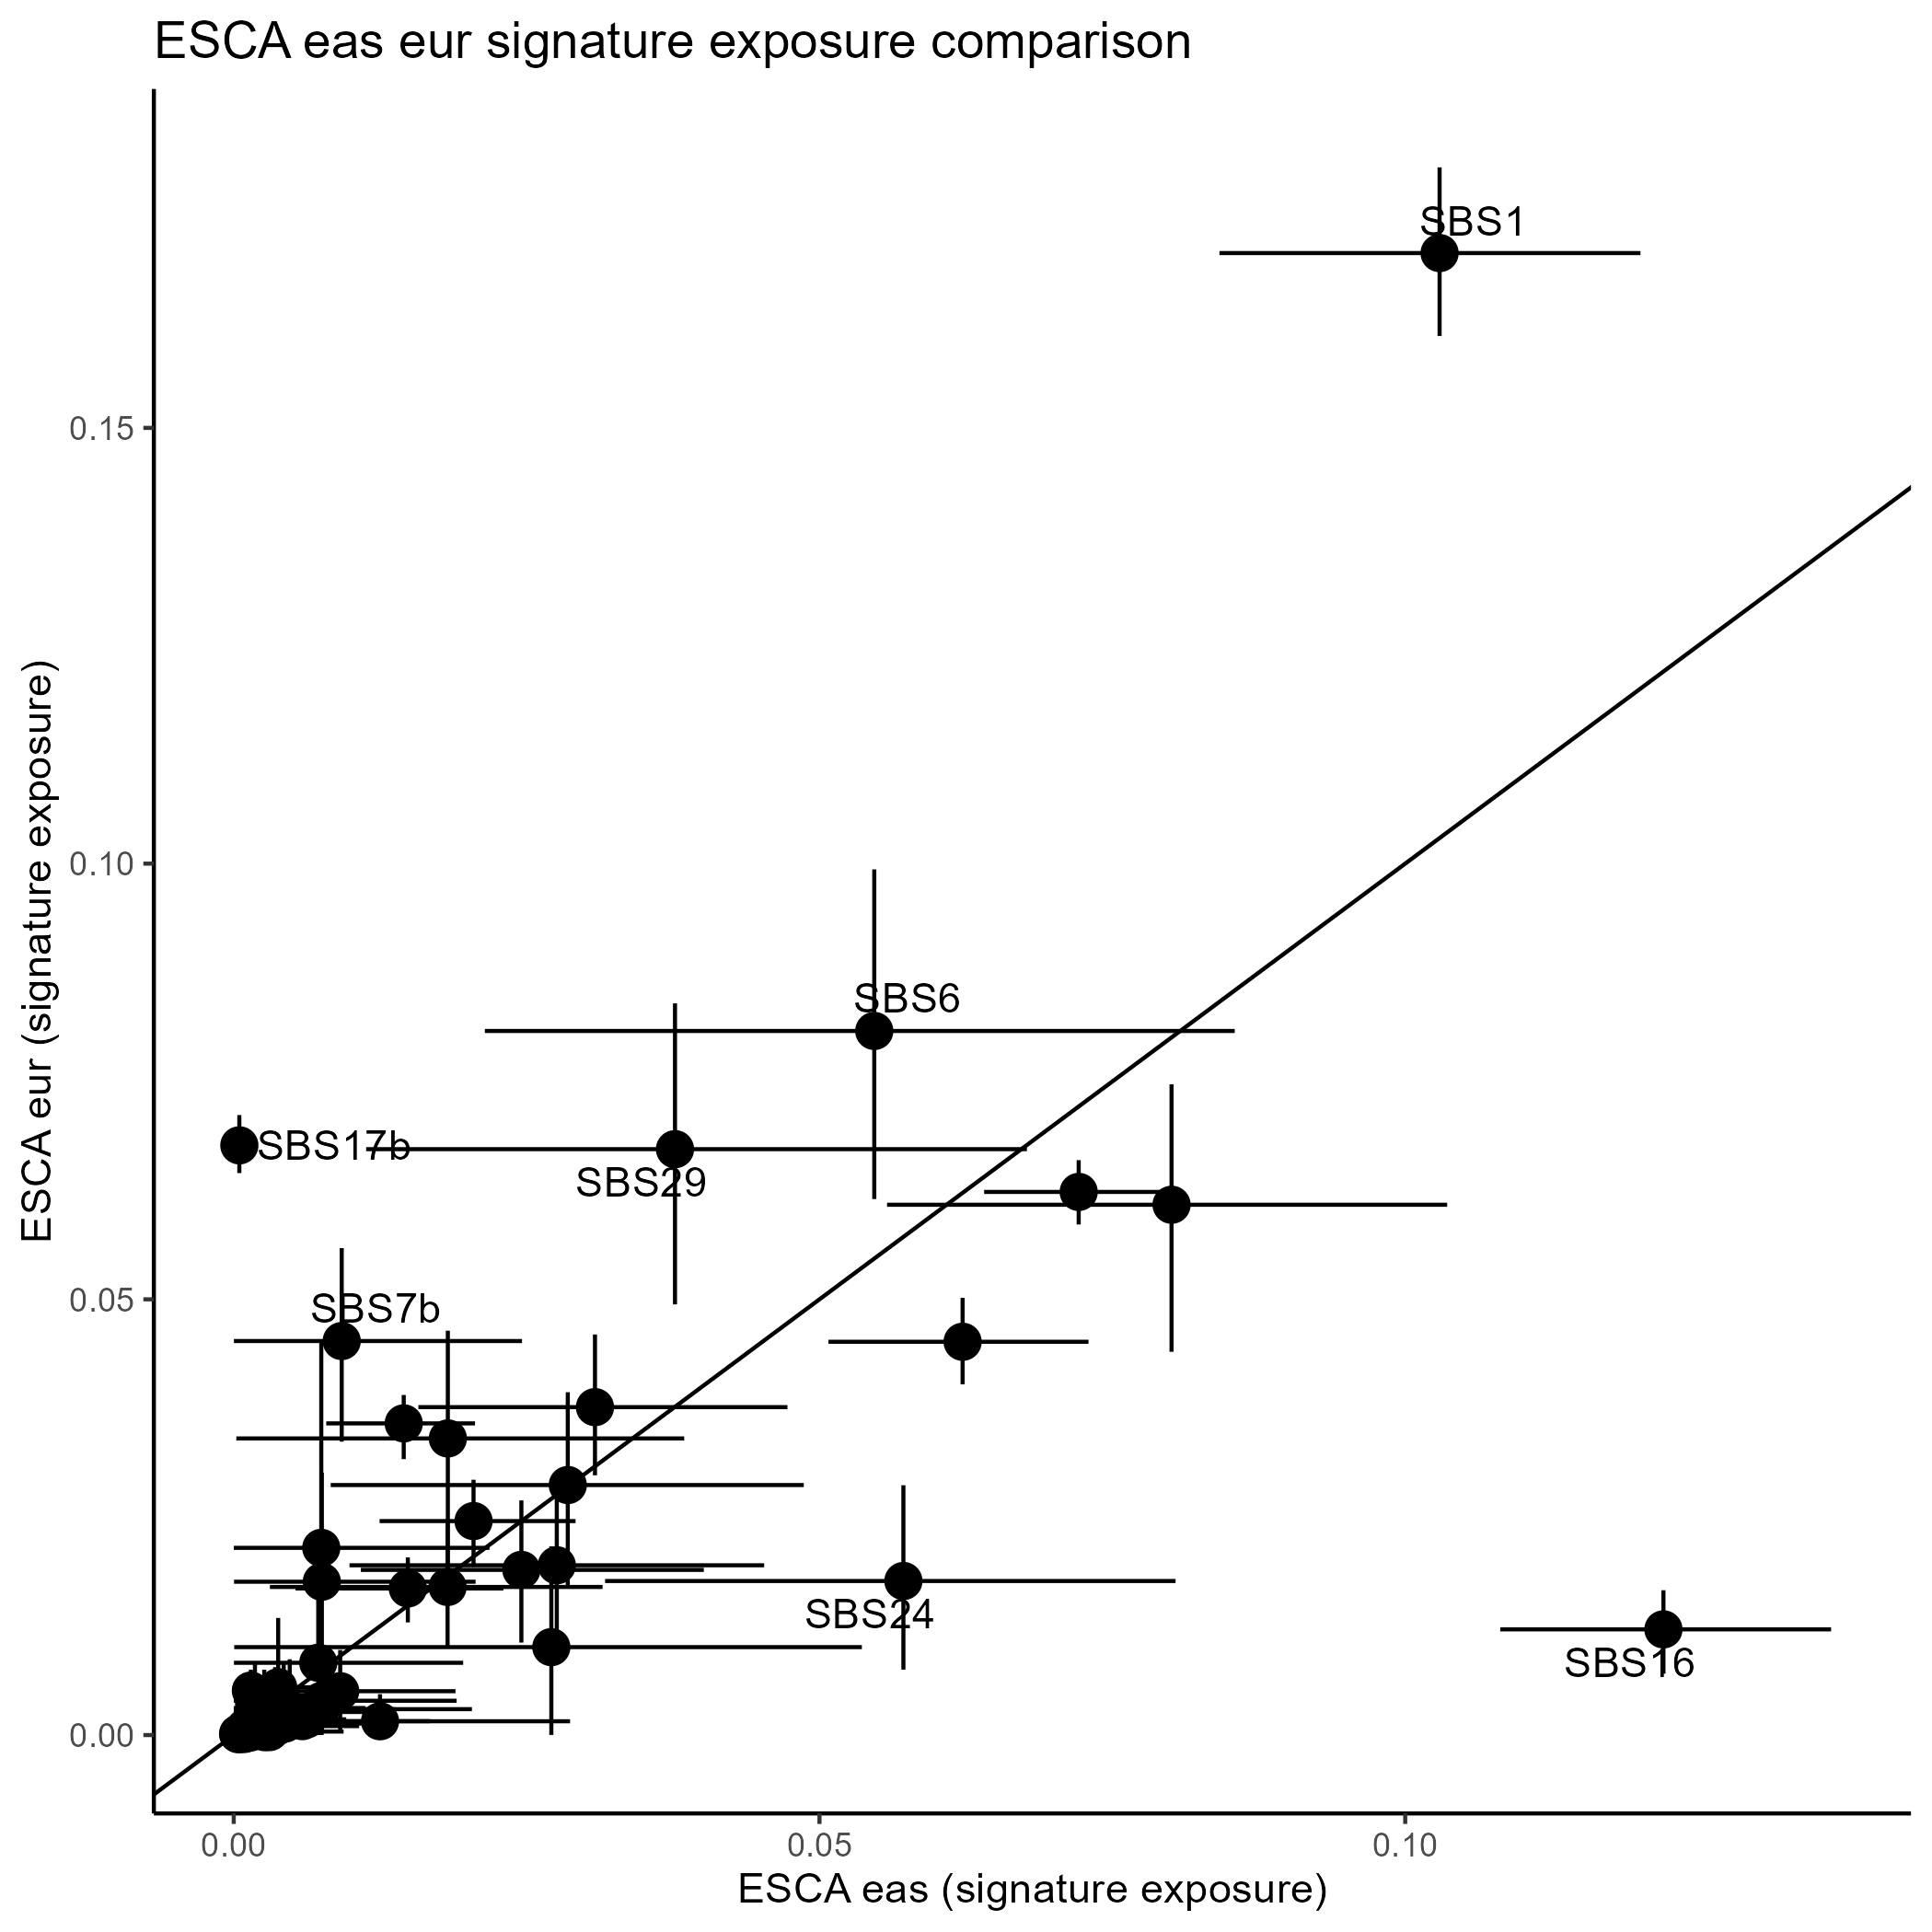 ESCA eas eur signature exposure comparison
SBS1
0.15
ESCA eur (signature exposure)
0.10
SBS6
SBS17b
SBS29
0.05
SBS7b
SBS24
SBS16
0.00
0.00
0.05
0.10
ESCA eas (signature exposure)